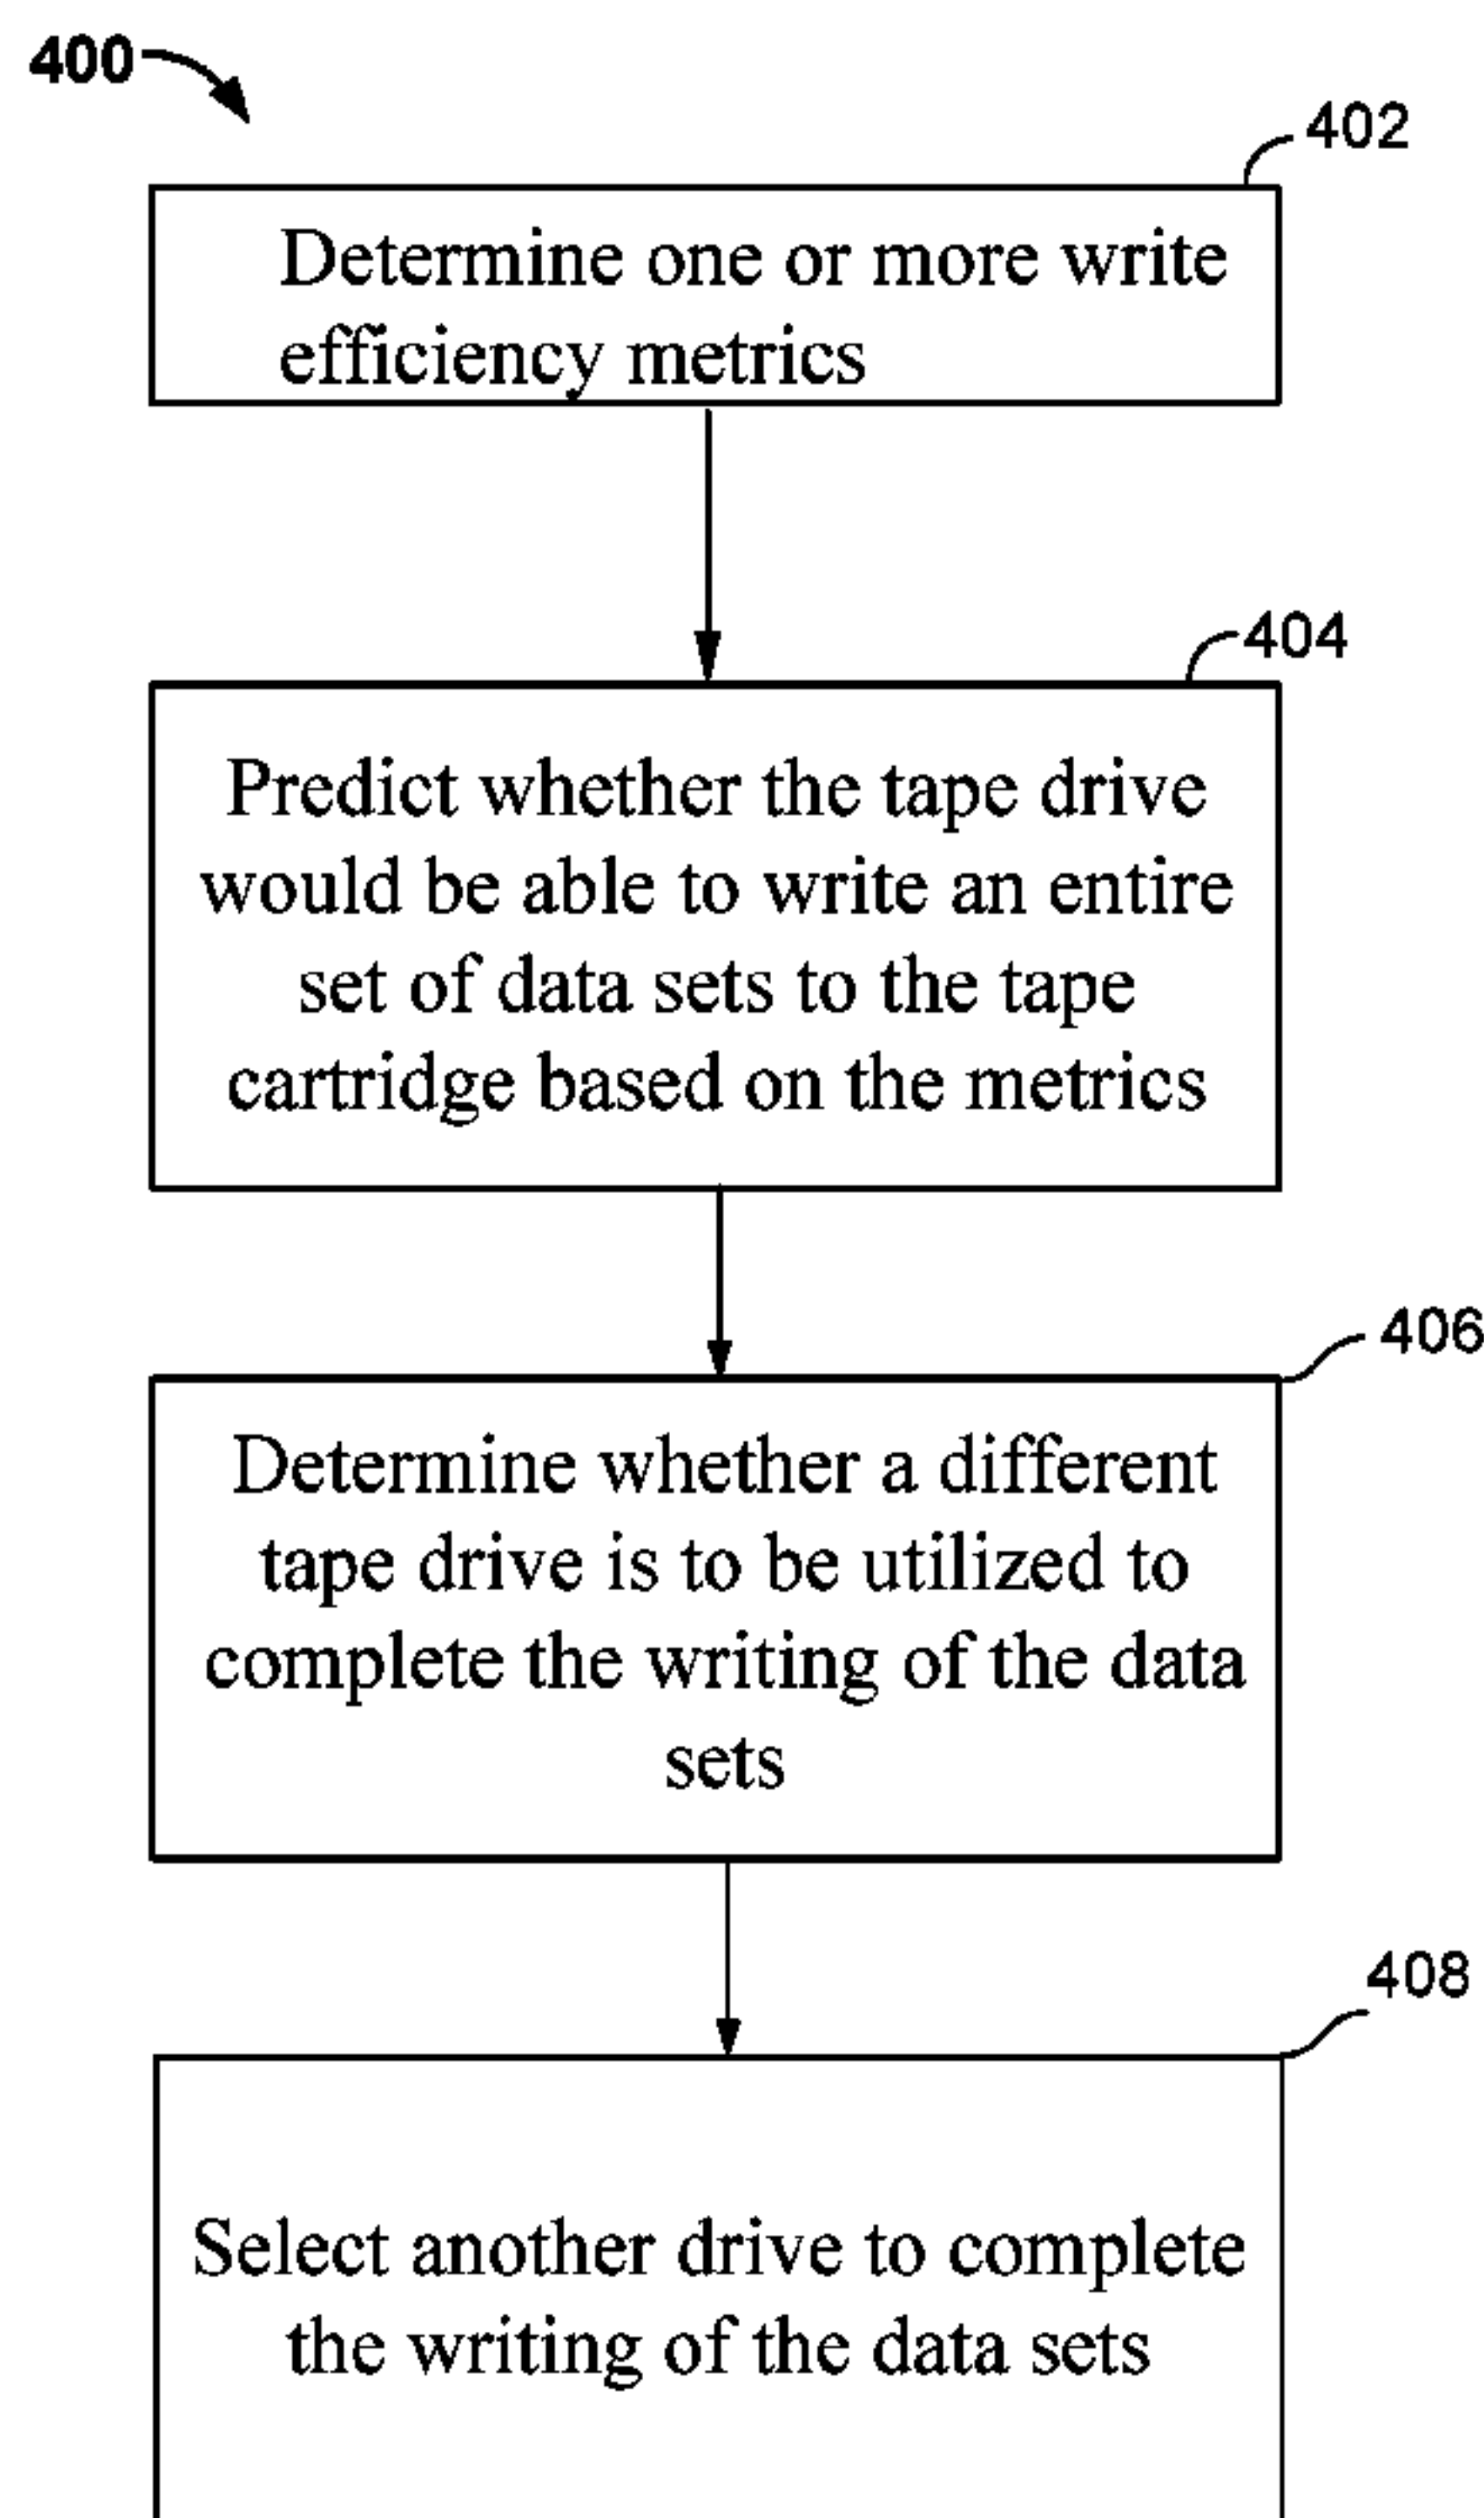 400
402
Determine one or more write
efficiency metrics
404
Predict whether the tape drive
would be able to write an entire
set of data sets to the tape
cartridge based on the metrics
406
Determine whether a different
tape drive is to be utilized to
complete the writing of the data
sets
408
Select another drive to complete
the writing of the data sets